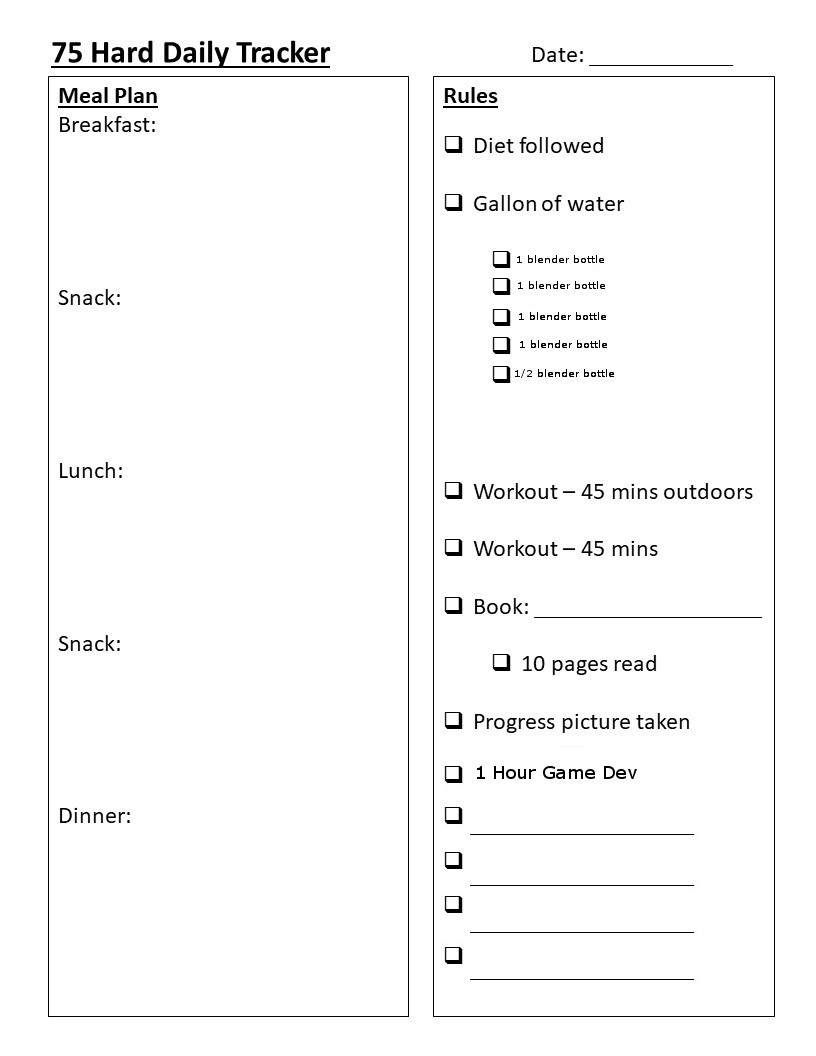 75 Hard Daily Tracker
Date: _____________
Meal Plan
Breakfast:
Snack:
Lunch:
Snack:
Dinner:
Rules
❑ Diet followed
❑ Gallon of water
❑ 1 blender bottle
❑ 1 blender bottle
❑ 1 blender bottle
❑ 1 blender bottle
❑ 1/2 blender bottle
❑ Workout – 45 mins outdoors
❑ Workout – 45 mins
❑ Book: ____________________
❑ 10 pages read
❑ Progress picture taken
❑ 1 Hour Game Dev
❑ ____________________
❑ ____________________
❑ ____________________
❑ ____________________